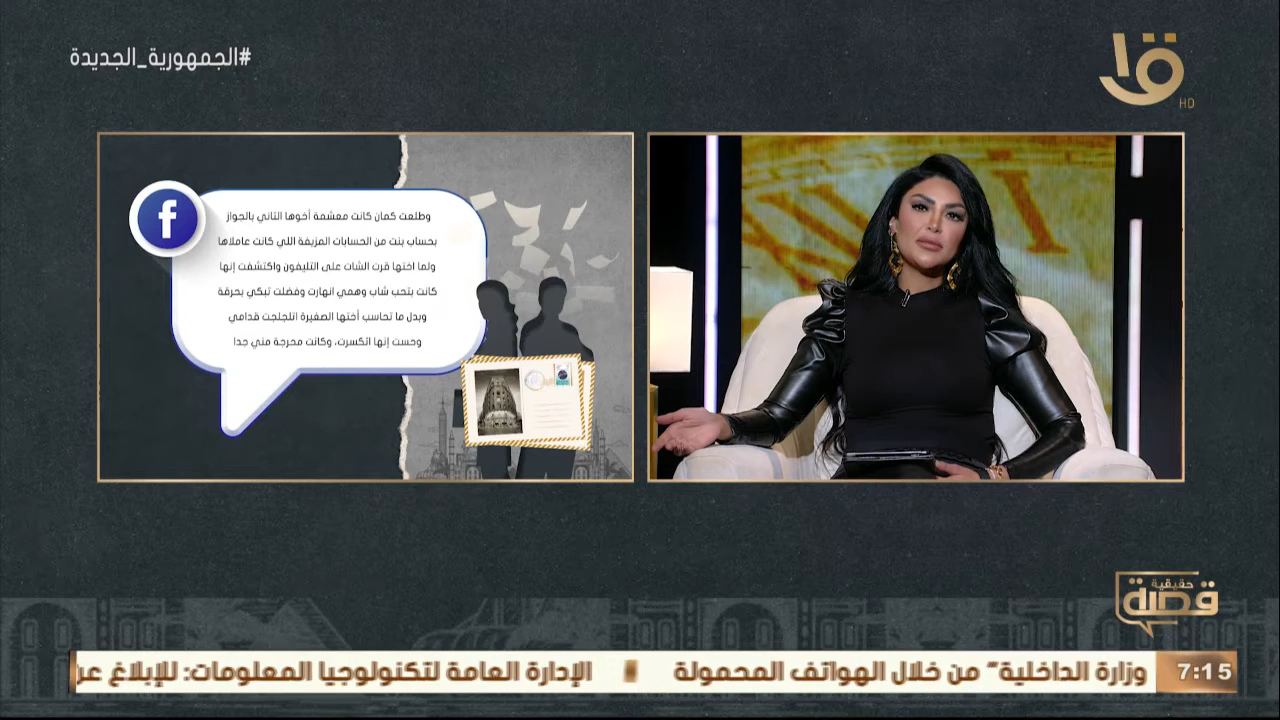 #الجمهورية_الجديدة
HD
وطلعت كمان كانت معشمة أخوها التاني بالجواز
بحساب بنت من الحسابات المزيفة اللي كانت عاملاها
ولما اختها قرت الشات على التليفون واكتشفت إنها
كانت بتحب شاب وهمي انهارت وفضلت تبكي بحرقة
وبدل ما تحاسب أختها الصغيرة اتلجلجت قدامي
وحست إنها اتكسرت، وكانت محرجة مني جدا
قصة
حقيقية
7:15
وزارة الداخلية" من خلال الهواتف المحمولة
الإدارة العامة لتكنولوجيا المعلومات: للإبلاغ عن